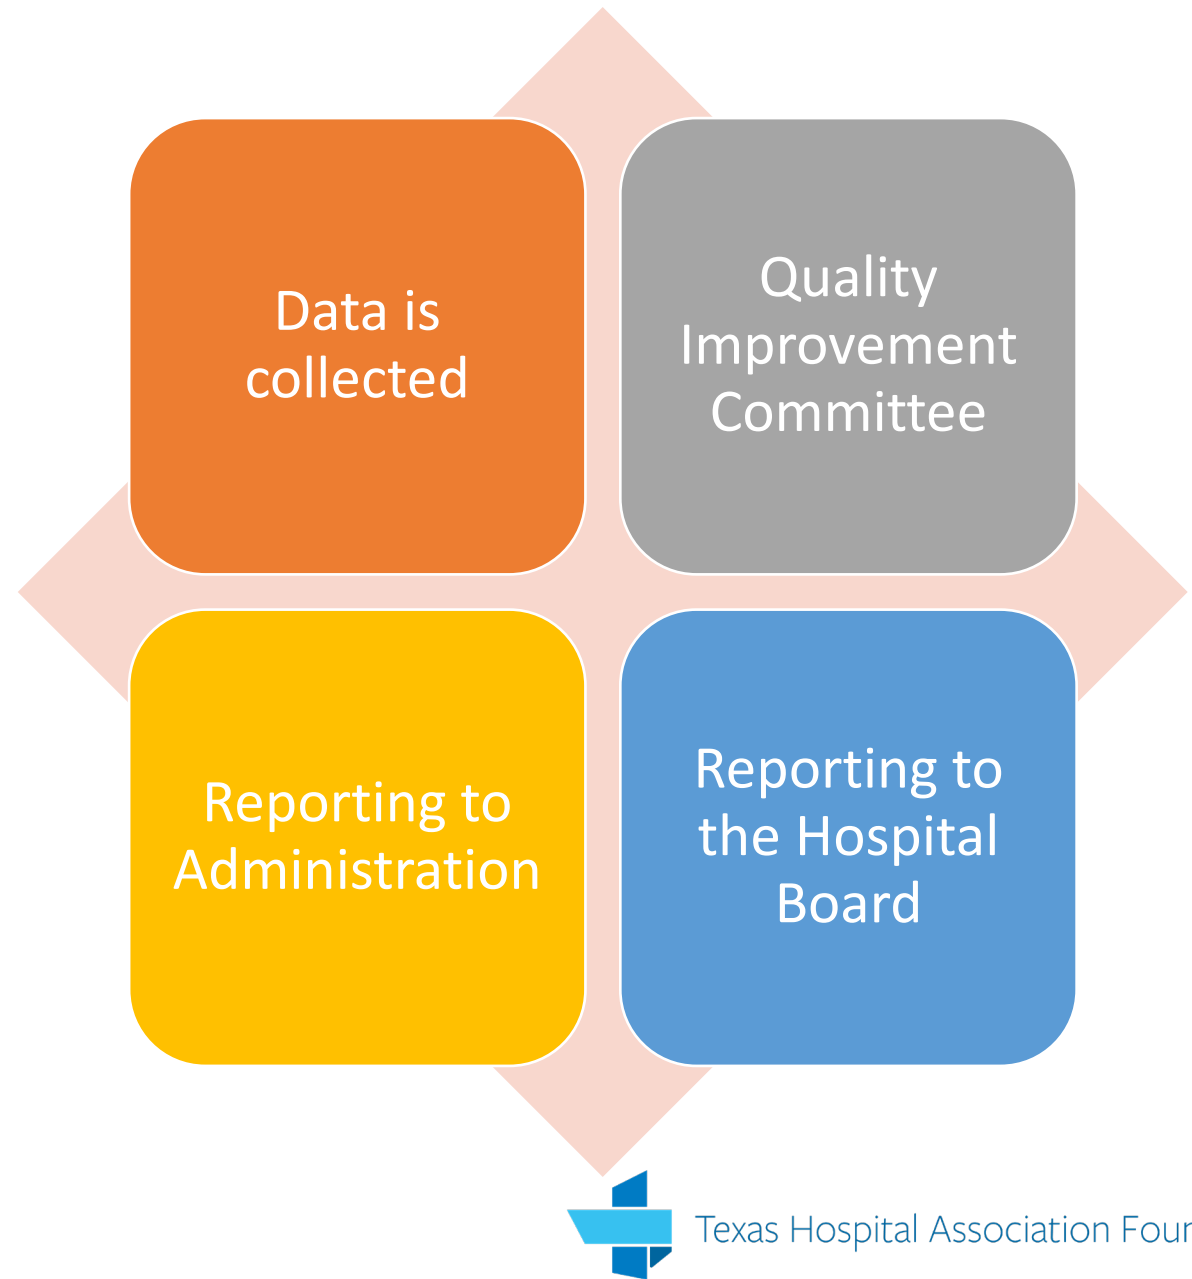 Data is
collected
Quality
Improvement
Committee
Reporting to
Administration
Reporting to
the Hospital
Board
Texas Hospital Association Four